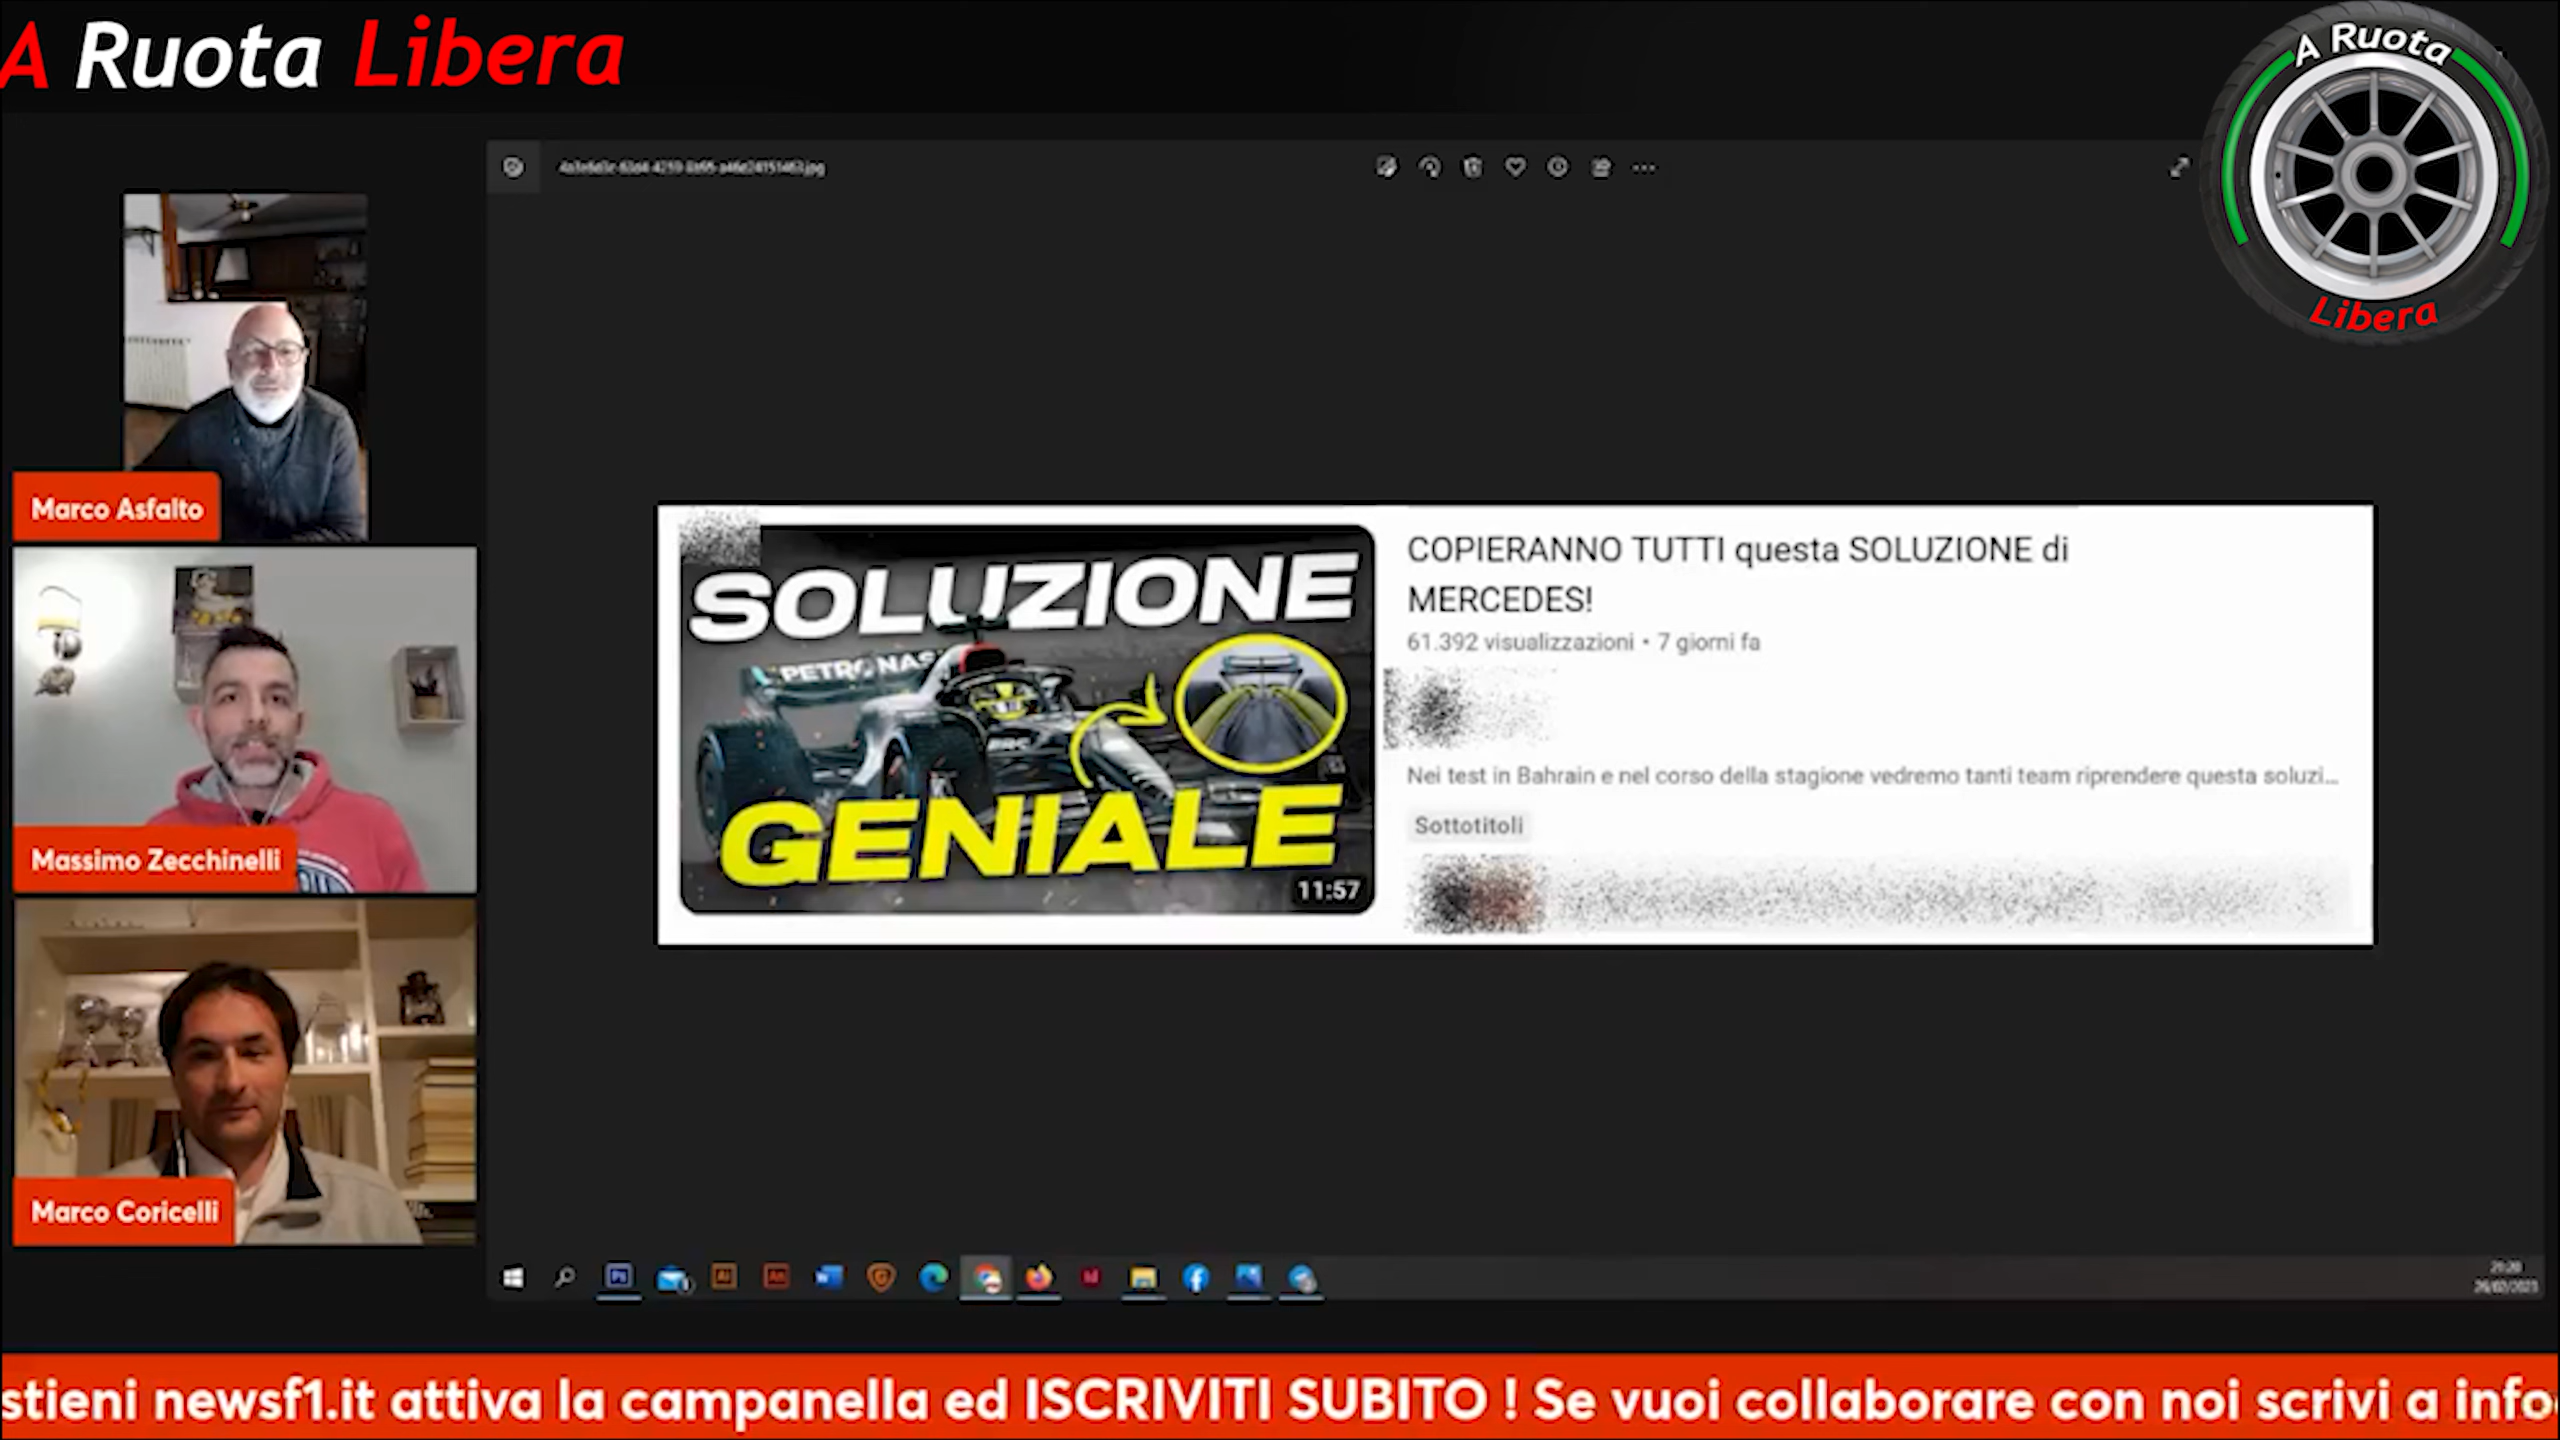 A Ruota Libera
A Ruota
Libera
Marco Asfalto
Massimo Zecchinelli
Marco Coricelli
SOLUZIONE
PETRONAS
GENIALE
11:57
COPIERANNO TUTTI questa SOLUZIONE di
MERCEDES!
61.392 visualizzazioni • 7 giorni fa
Nei test in Bahrain e nel corso della stagione vedremo tanti team riprendere questa soluzi...
Sottotitoli
stieni newsf1.it attiva la campanella ed ISCRIVITI SUBITO ! Se vuoi collaborare con noi scrivi a info